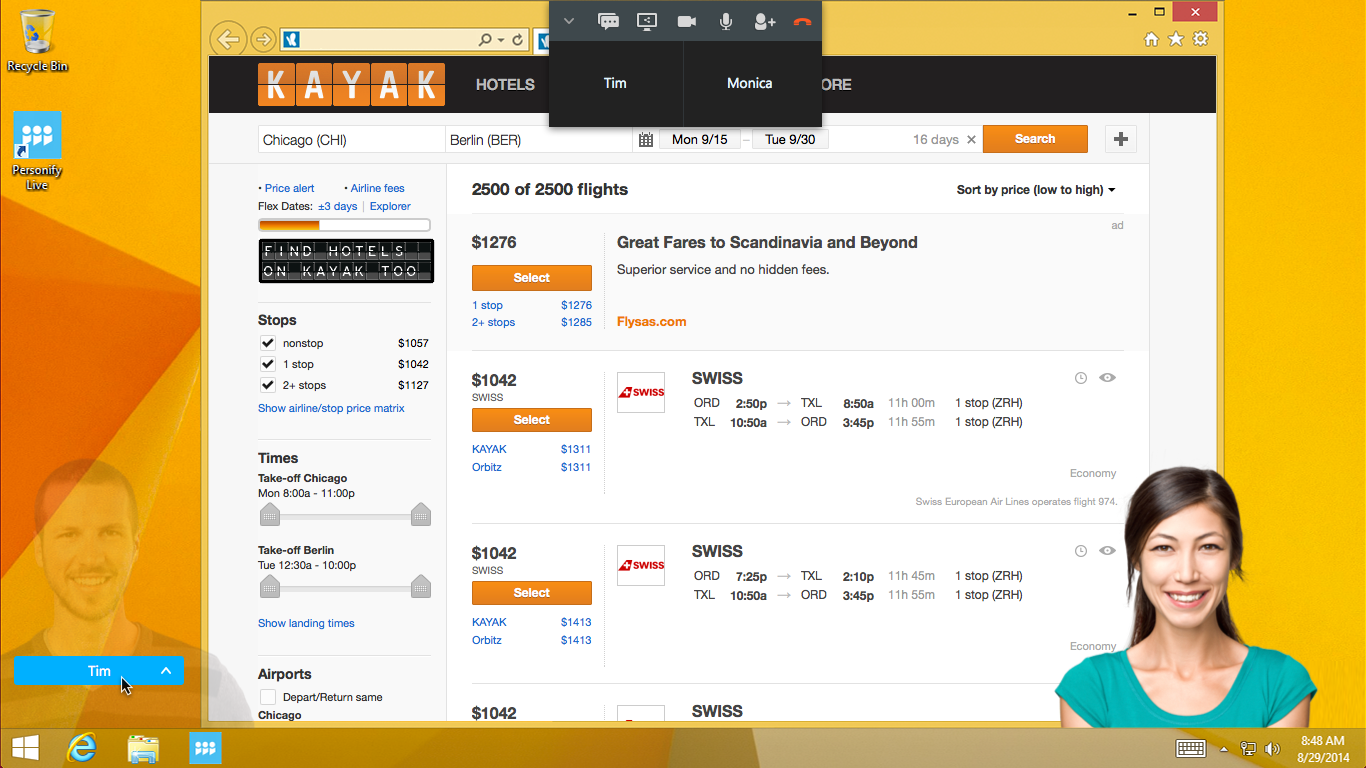 Recycle Bin
Personify
Live
Tim
Monica
KAYAK
HOTELS
ORE
Chicago (CHI)
Berlin (BER)
Mon 9/15 – Tue 9/30
16 days
Search
• Price alert • Airline fees
Flex Dates: ±3 days | Explorer
FIND HOTELS
ON KAYAK TOO
Stops
nonstop $1057
1 stop $1042
2+ stops $1127
Show airline/stop price matrix
Times
Take-off Chicago
Mon 8:00a - 11:00p
Take-off Berlin
Tue 12:30a - 10:00p
Show landing times
Airports
Depart/Return same
Chicago
2500 of 2500 flights
Sort by price (low to high)
ad
$1276
Select
1 stop $1276
2+ stops $1285
Great Fares to Scandinavia and Beyond
Superior service and no hidden fees.
Flysas.com
$1042
SWISS
Select
KAYAK $1311
Orbitz $1311
SWISS
SWISS
ORD 2:50p → TXL 8:50a 11h 00m 1 stop (ZRH)
TXL 10:50a → ORD 3:45p 11h 55m 1 stop (ZRH)
Economy
Swiss European Air Lines operates flight 974.
$1042
SWISS
Select
KAYAK $1413
Orbitz $1413
SWISS
SWISS
ORD 7:25p → TXL 2:10p 11h 45m 1 stop (ZRH)
TXL 10:50a → ORD 3:45p 11h 55m 1 stop (ZRH)
Economy
$1042
SWISS
Tim
8:48 AM
8/29/2014